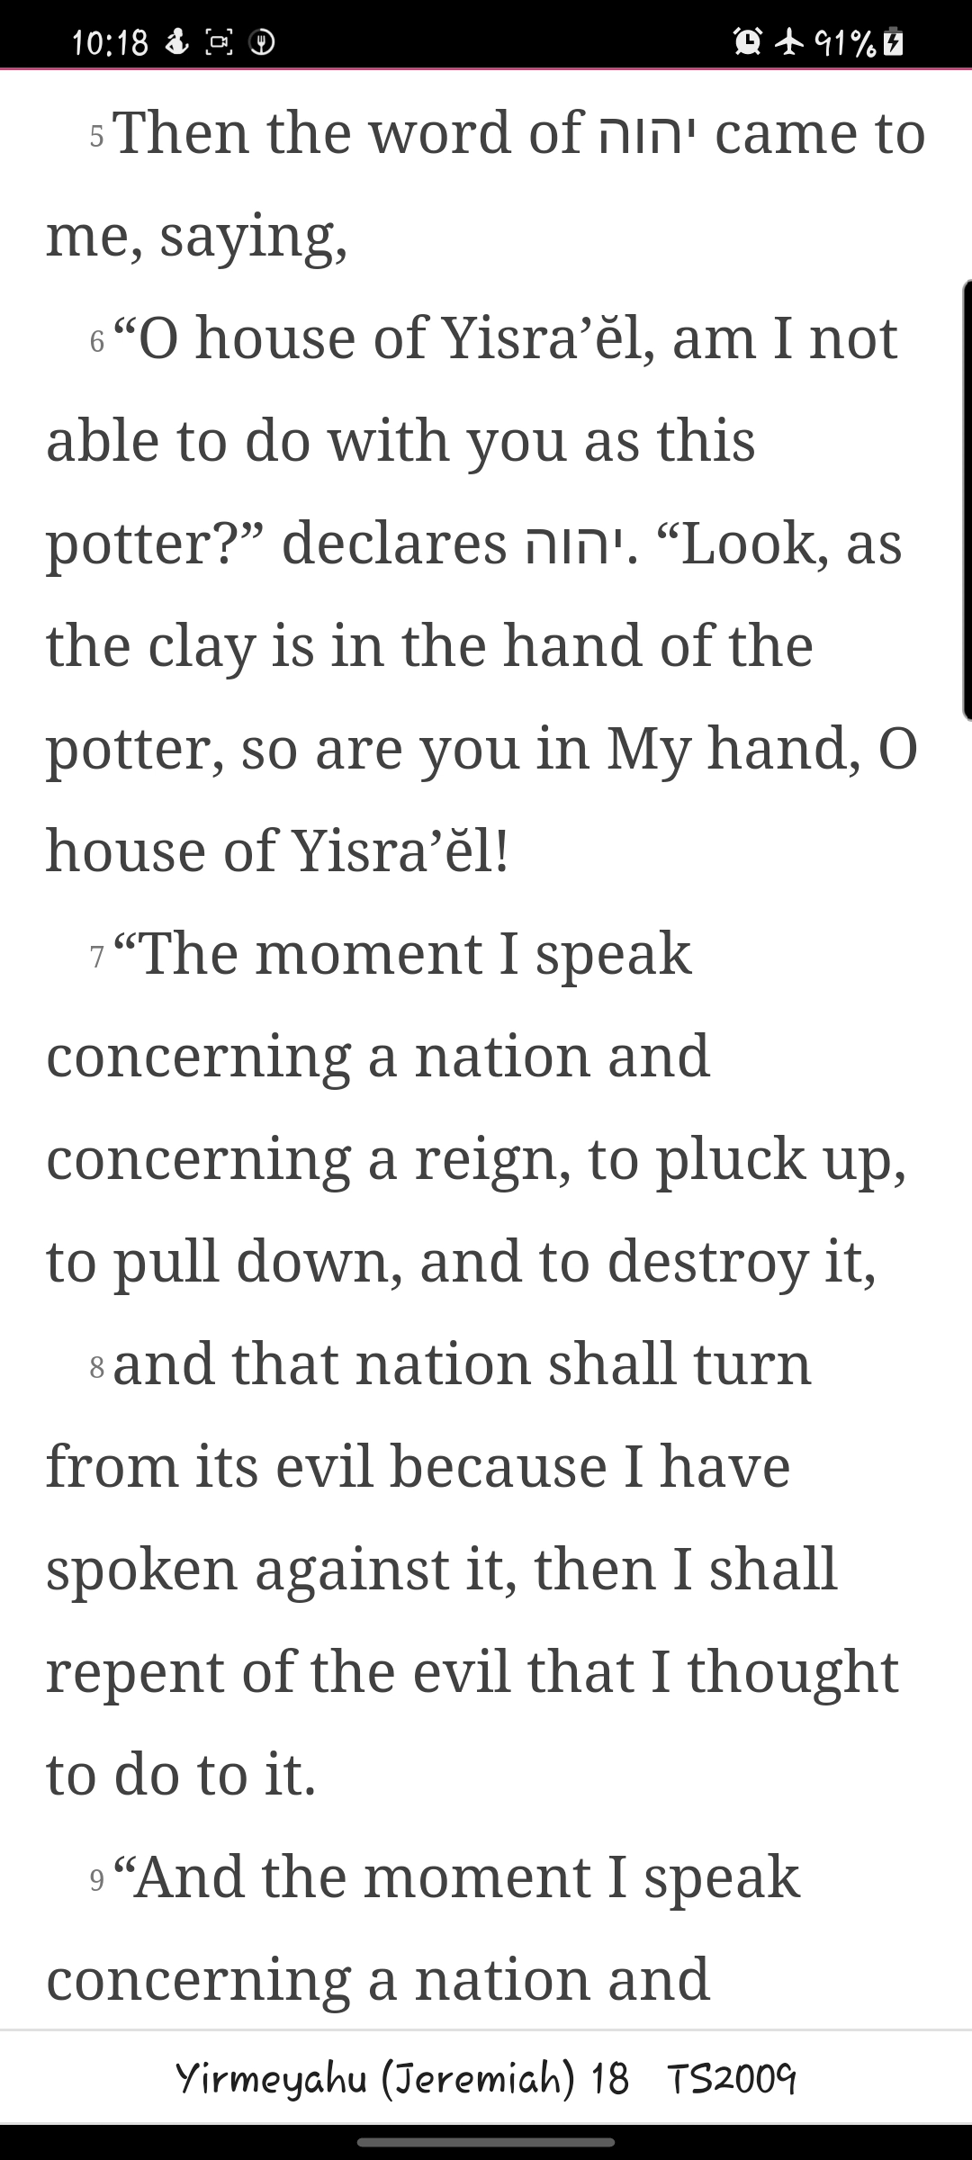 10:18 91%
5 Then the word of יהוה came to
me, saying,
6 “O house of Yisra’ĕl, am I not
able to do with you as this
potter?” declares יהוה. “Look, as
the clay is in the hand of the
potter, so are you in My hand, O
house of Yisra’ĕl!
7 “The moment I speak
concerning a nation and
concerning a reign, to pluck up,
to pull down, and to destroy it,
8 and that nation shall turn
from its evil because I have
spoken against it, then I shall
repent of the evil that I thought
to do to it.
9 “And the moment I speak
concerning a nation and
Yirmeyahu (Jeremiah) 18 TS2009